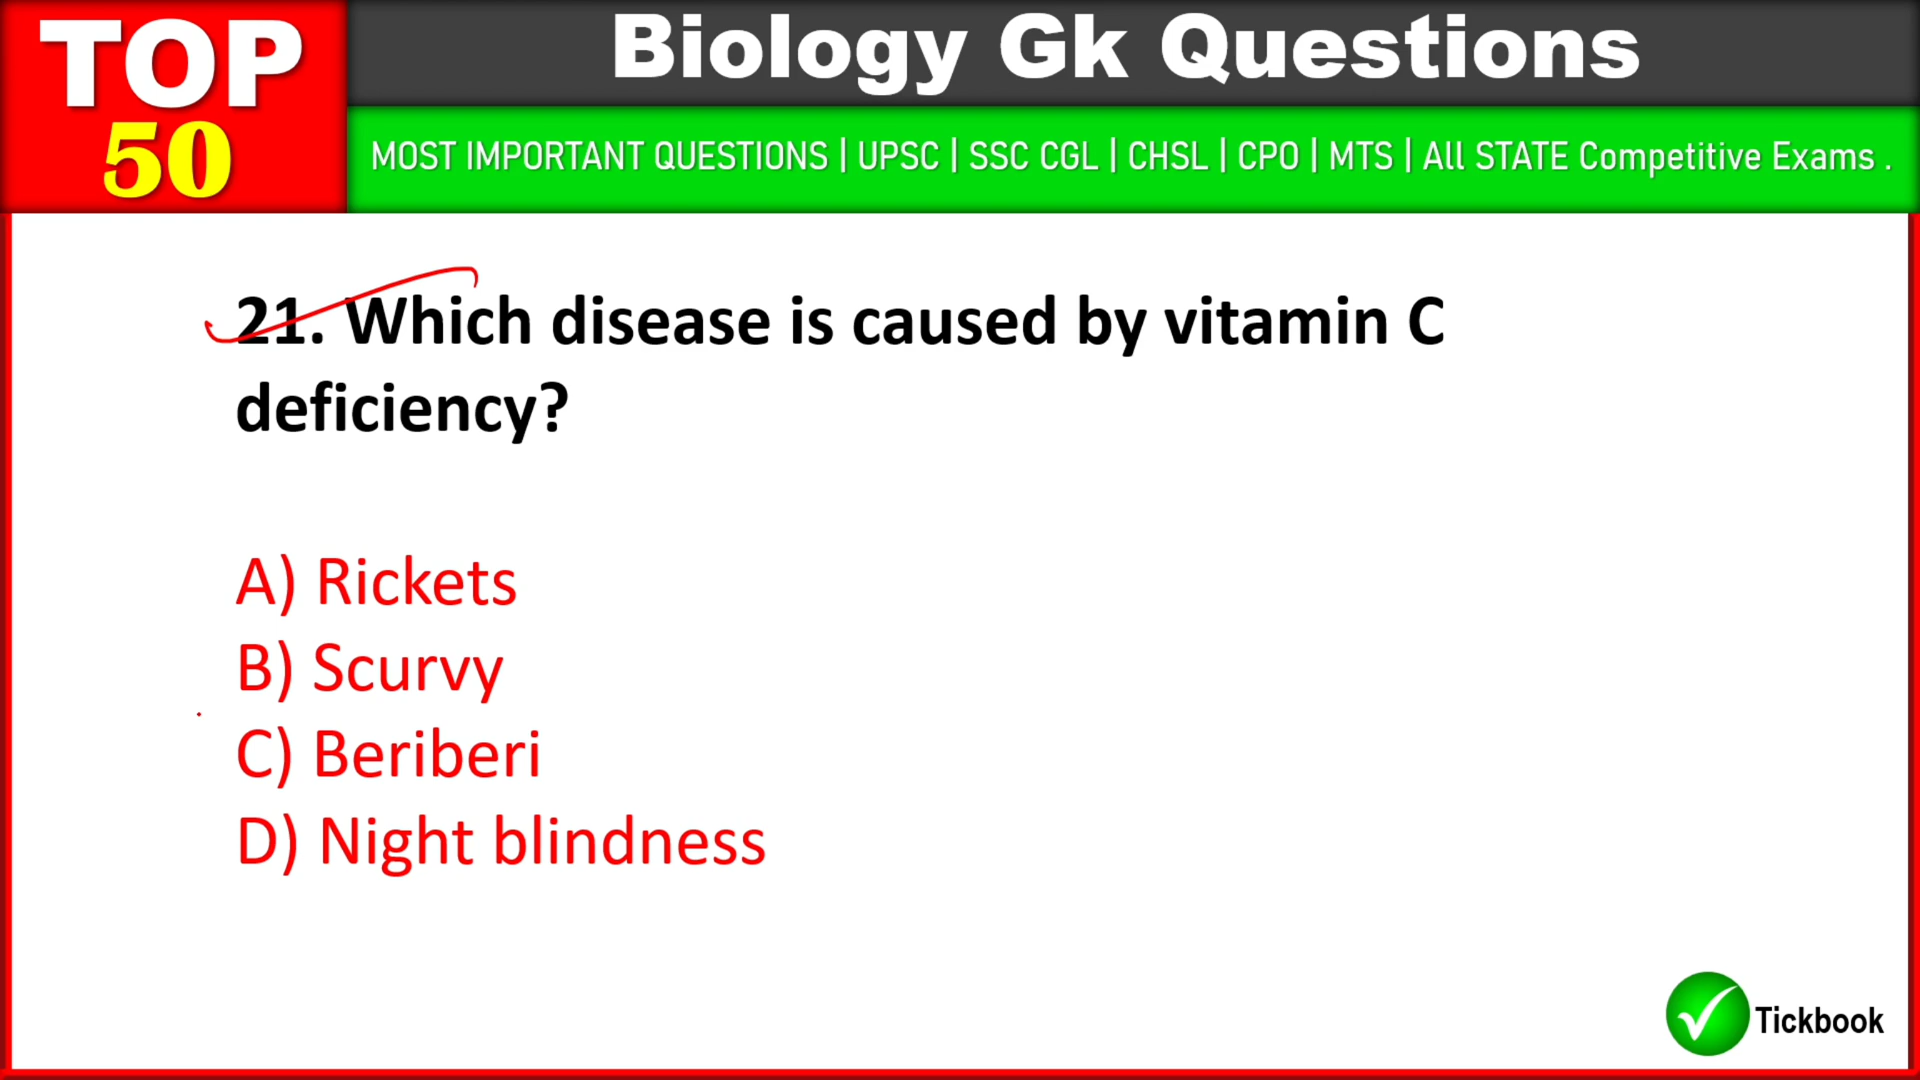 TOP
50
Biology Gk Questions
MOST IMPORTANT QUESTIONS | UPSC | SSC CGL | CHSL | CPO | MTS | All STATE Competitive Exams .
21. Which disease is caused by vitamin C
deficiency?
A) Rickets
B) Scurvy
C) Beriberi
D) Night blindness
Tickbook